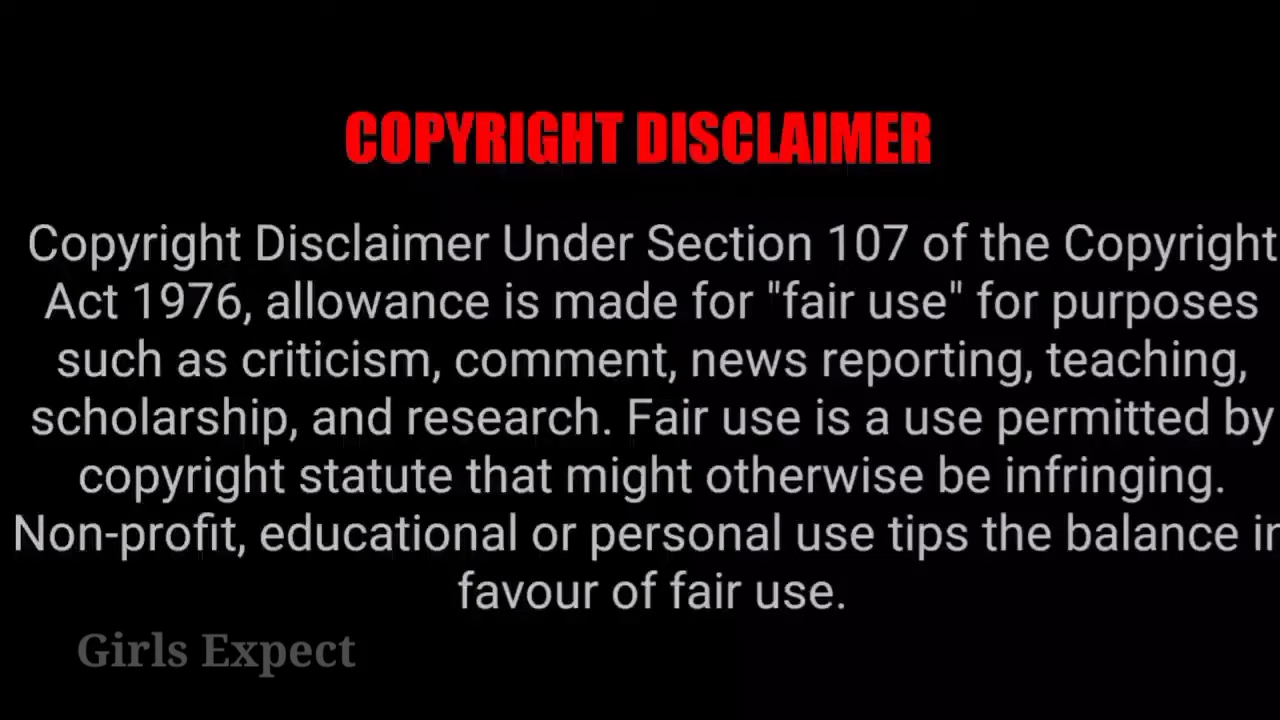 COPYRIGHT DISCLAIMER
Copyright Disclaimer Under Section 107 of the Copyright
Act 1976, allowance is made for "fair use" for purposes
such as criticism, comment, news reporting, teaching,
scholarship, and research. Fair use is a use permitted by
copyright statute that might otherwise be infringing.
Non-profit, educational or personal use tips the balance in
favour of fair use.
Girls Expect